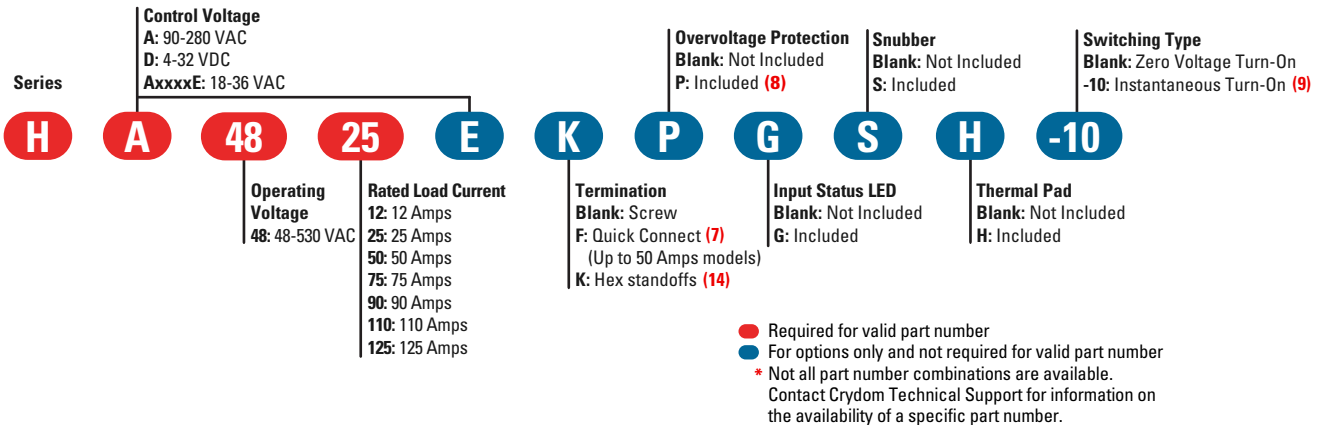 Control Voltage
A: 90-280 VAC
D: 4-32 VDC
AxxxxE: 18-36 VAC
Series
Overvoltage Protection
Blank: Not Included
P: Included (8)
Snubber
Blank: Not Included
S: Included
Switching Type
Blank: Zero Voltage Turn-On
-10: Instantaneous Turn-On (9)
H A 48 25 E K P G S H -10
Operating
Voltage
48: 48-530 VAC
Rated Load Current
12: 12 Amps
25: 25 Amps
50: 50 Amps
75: 75 Amps
90: 90 Amps
110: 110 Amps
125: 125 Amps
Termination
Blank: Screw
F: Quick Connect (7)
(Up to 50 Amps models)
K: Hex standoffs (14)
Input Status LED
Blank: Not Included
G: Included
Thermal Pad
Blank: Not Included
H: Included
Required for valid part number
For options only and not required for valid part number
* Not all part number combinations are available.
Contact Crydom Technical Support for information on
the availability of a specific part number.